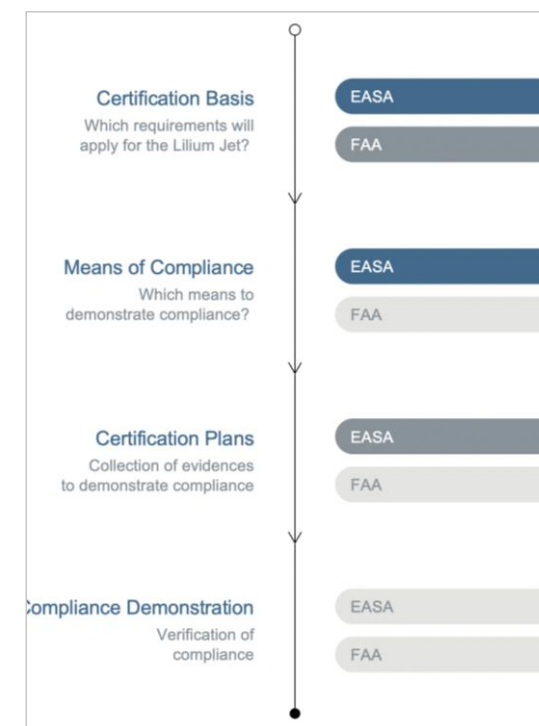 Certification Basis
Which requirements will
apply for the Lilium Jet?
EASA
FAA
Means of Compliance
Which means to
demonstrate compliance?
EASA
FAA
Certification Plans
Collection of evidences
to demonstrate compliance
EASA
FAA
Compliance Demonstration
Verification of
compliance
EASA
FAA